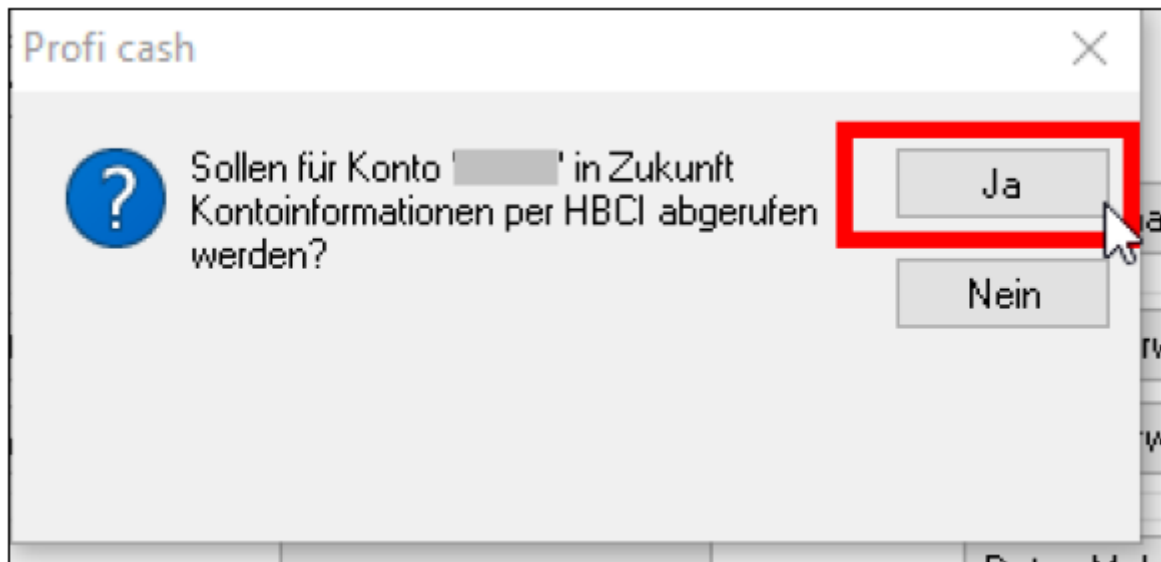 Profi cash
Sollen für Konto '      ' in Zukunft
Kontoinformationen per HBCI abgerufen
werden?
Ja
Nein